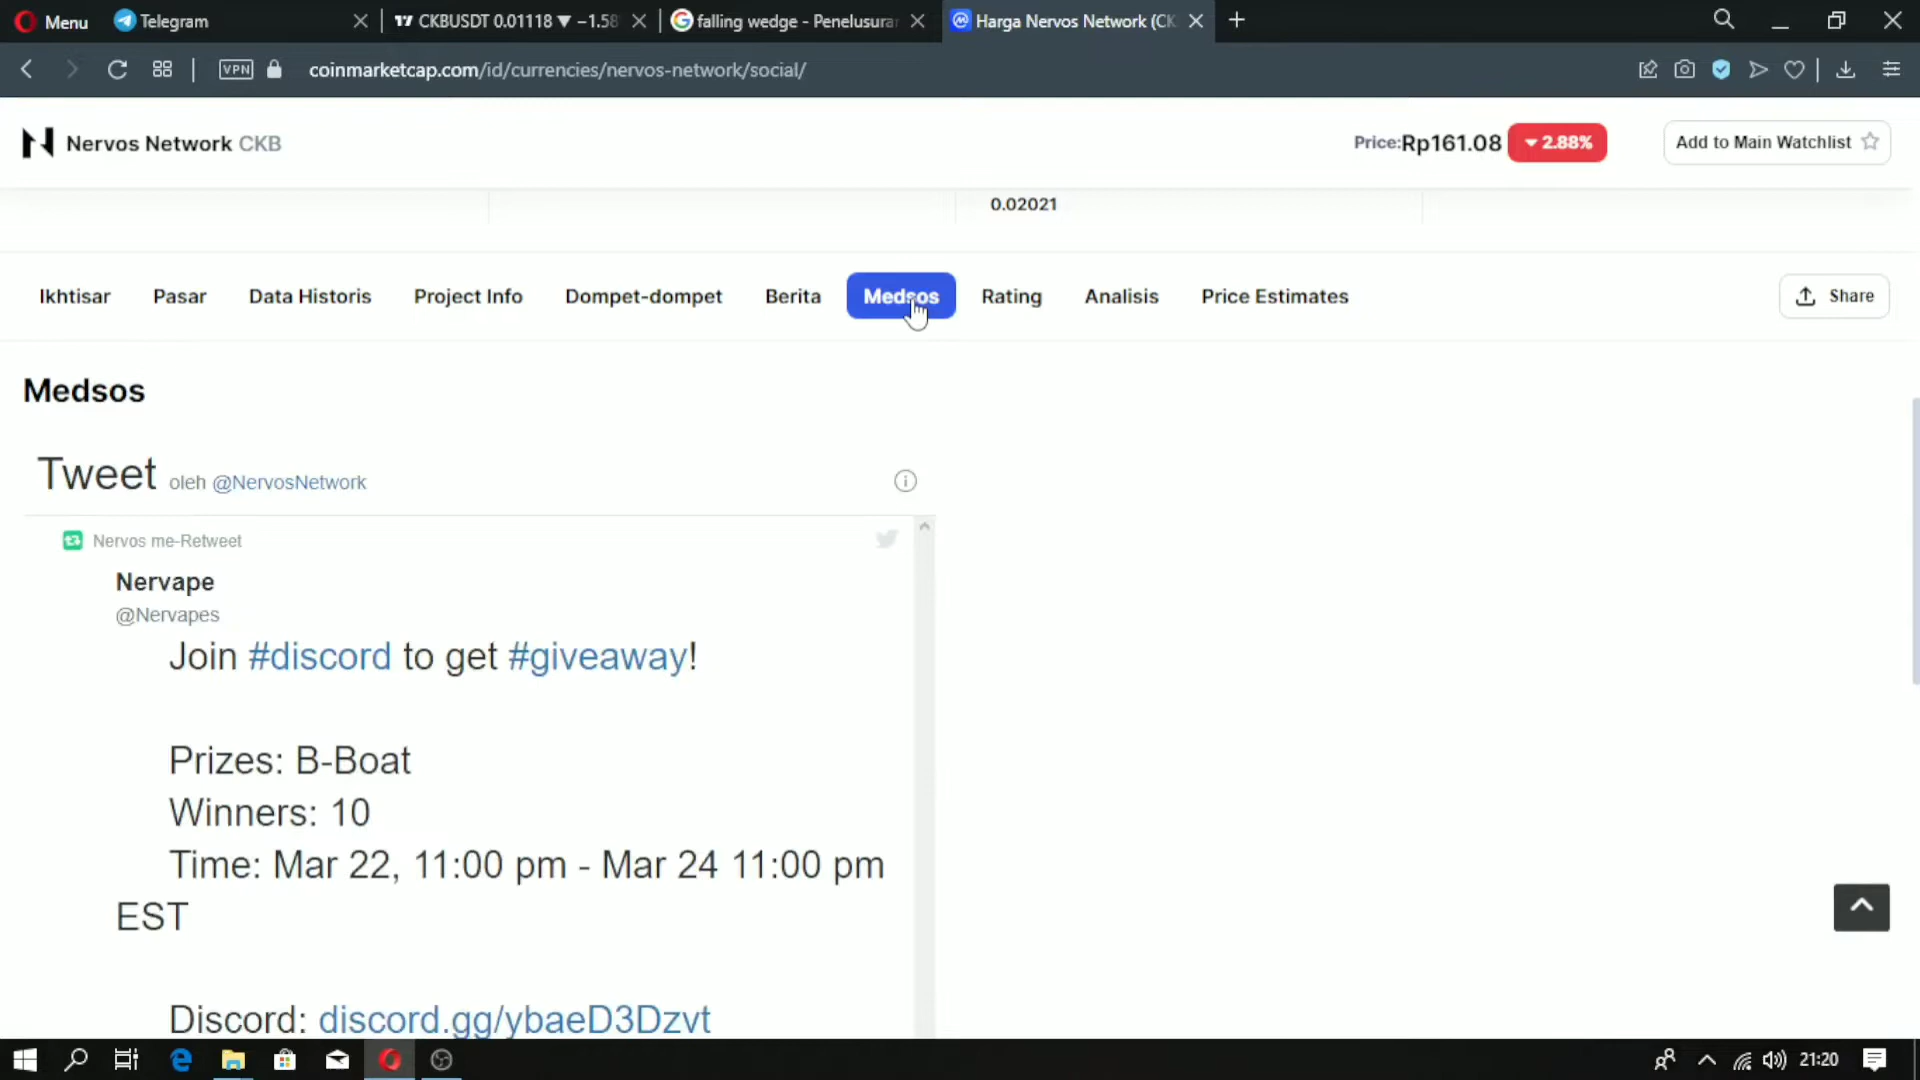 Menu
Telegram
CKBUSDT 0.01118 ▼ −1.58
falling wedge - Penelusuran
Harga Nervos Network (CK
VPN
coinmarketcap.com/id/currencies/nervos-network/social/
Nervos Network CKB
Price:Rp161.08
2.88%
Add to Main Watchlist
0.02021
Ikhtisar
Pasar
Data Historis
Project Info
Dompet-dompet
Berita
Medsos
Rating
Analisis
Price Estimates
Share
Medsos
Tweet oleh @NervosNetwork
Nervos me-Retweet
Nervape
@Nervapes
Join #discord to get #giveaway!
Prizes: B-Boat
Winners: 10
Time: Mar 22, 11:00 pm - Mar 24 11:00 pm
EST
Discord: discord.gg/ybaeD3Dzvt
21:20